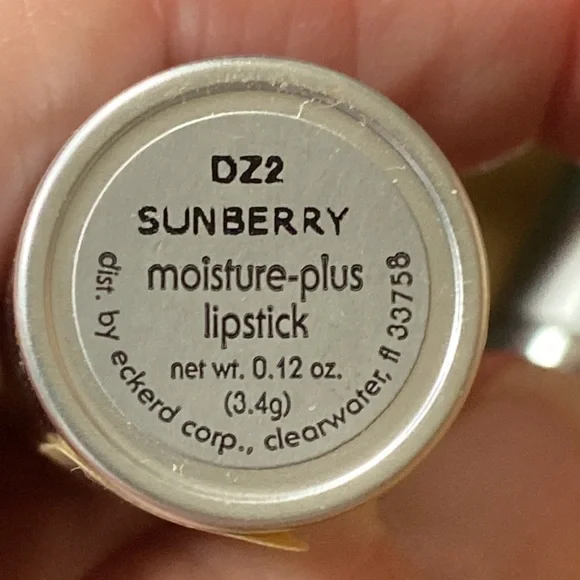 DZ2
SUNBERRY
moisture-plus
lipstick
net wt. 0.12 oz.
(3.4g)
dist. by eckerd corp., clearwater, fl 33758